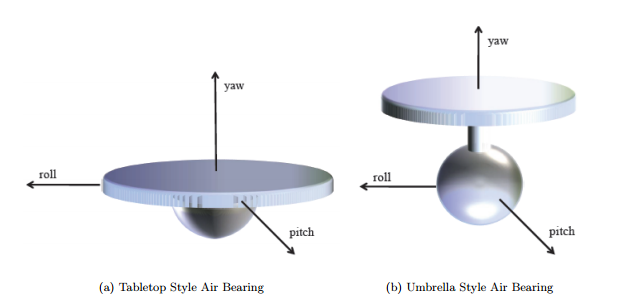 yaw
roll
pitch
yaw
roll
pitch
(a) Tabletop Style Air Bearing
(b) Umbrella Style Air Bearing